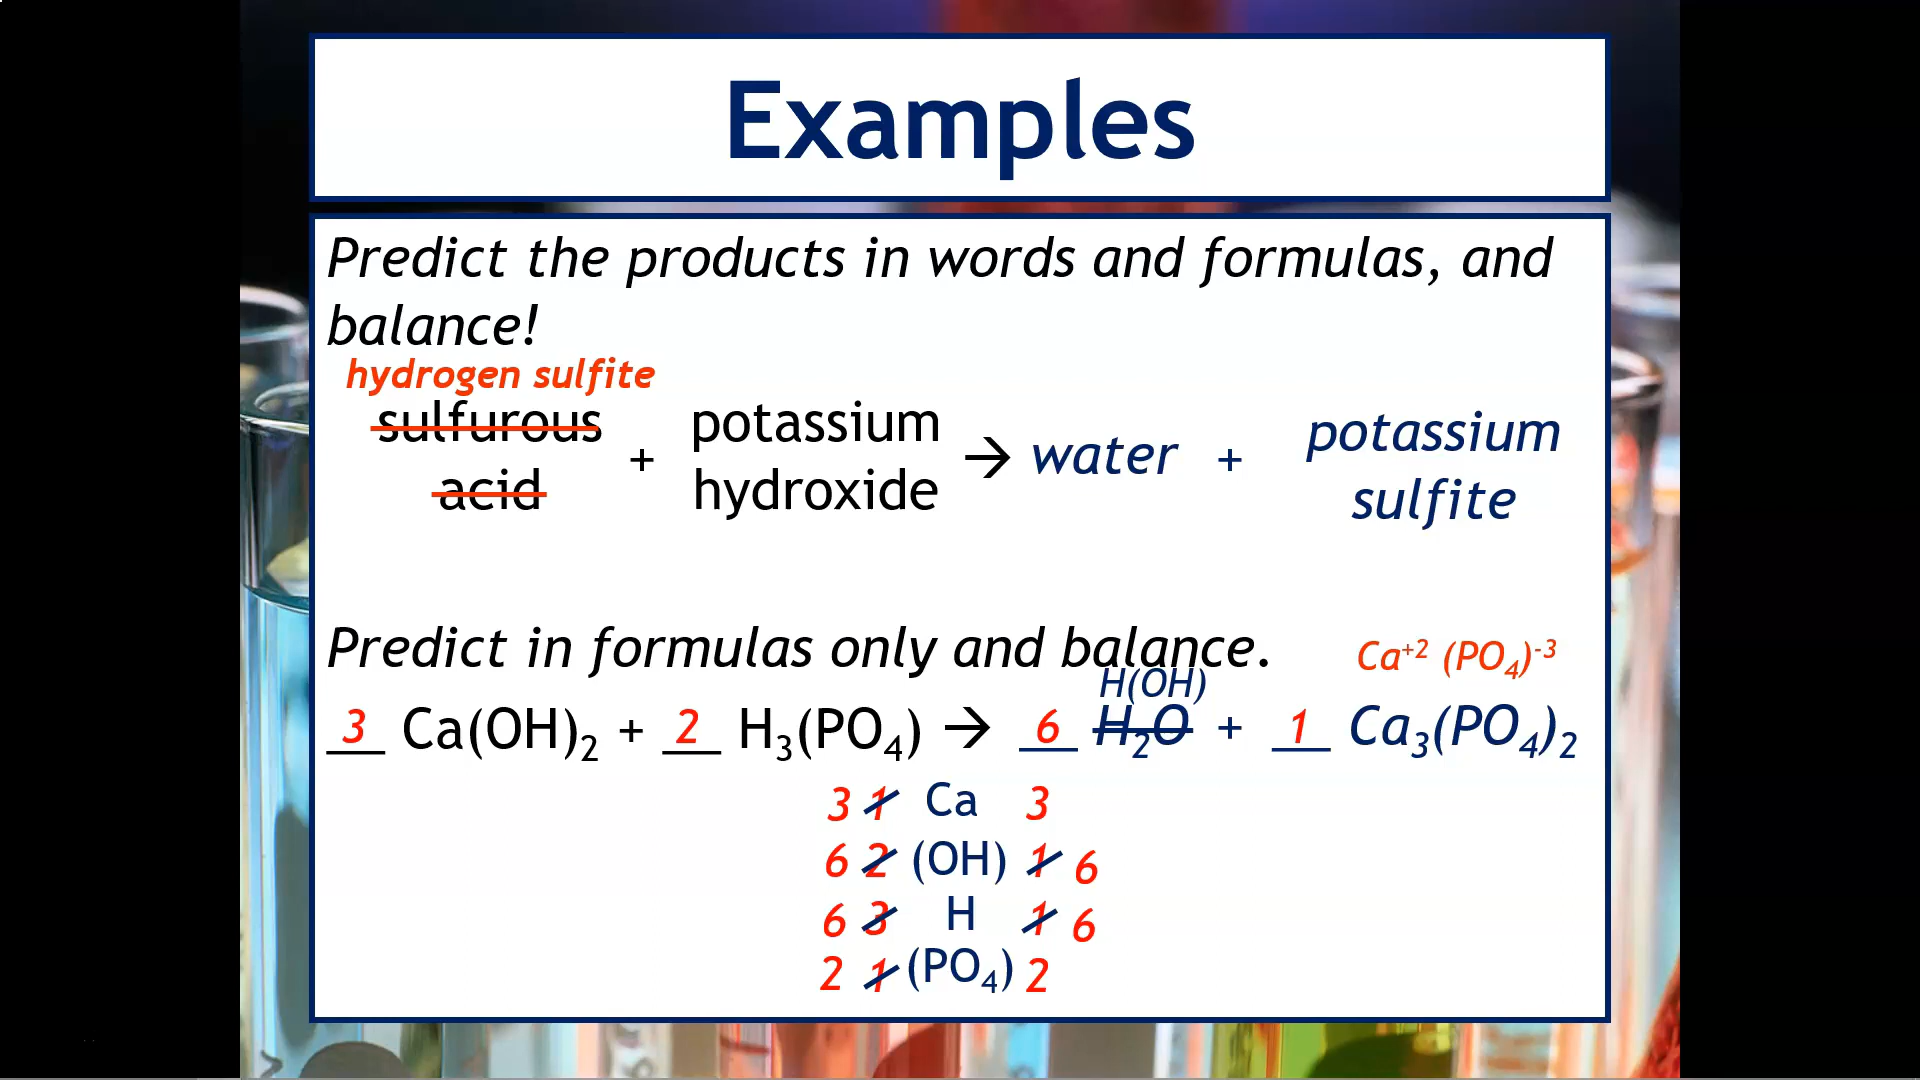 Examples
Predict the products in words and formulas, and
balance!
hydrogen sulfite
sulfurous acid + potassium hydroxide → water + potassium sulfite
Predict in formulas only and balance.
Ca⁺² (PO₄)⁻³
H(OH)
3 Ca(OH)₂ + 2 H₃(PO₄) → 6 H₂O + 1 Ca₃(PO₄)₂
3 1 Ca 3
6 2 (OH) 1 6
6 3 H 1 6
2 1 (PO₄) 2